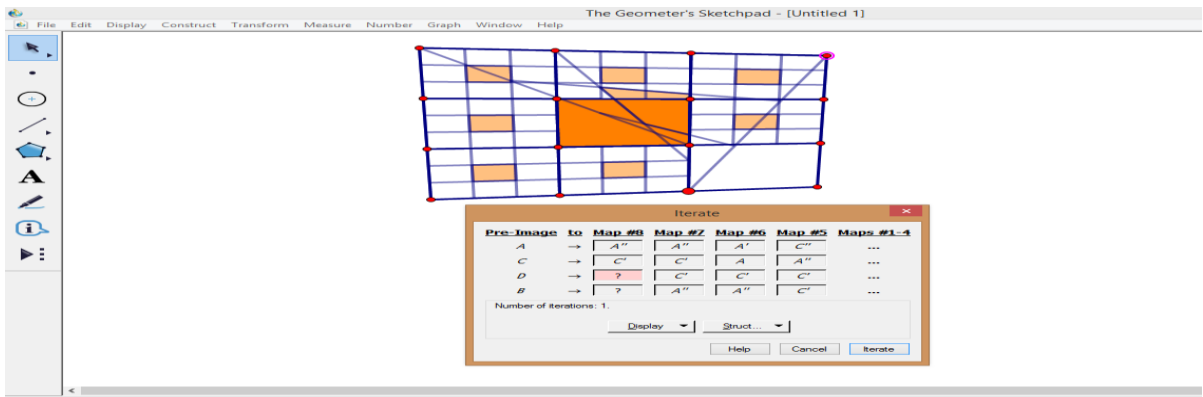 The Geometer's Sketchpad - [Untitled 1]
File Edit Display Construct Transform Measure Number Graph Window Help
A
Iterate
Pre-Image to Map #8 Map #7 Map #6 Map #5 Maps #1-4
A → A'' A'' A' C'' ...
C → C' C' A A'' ...
D → ? C' C' C' ...
B → ? A'' A'' C' ...
Number of iterations: 1.
Display Struct...
Help Cancel Iterate